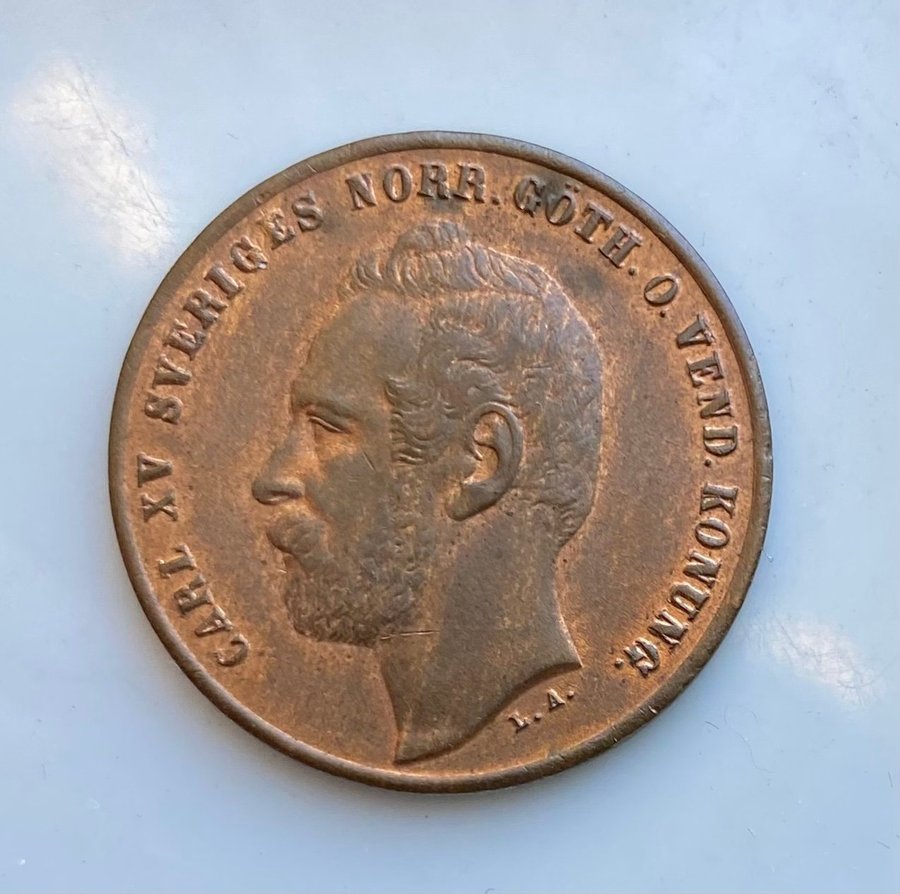 CARL XV SVERIGES NORR. GÖTH. O. VEND. KONUNG.
L. A.